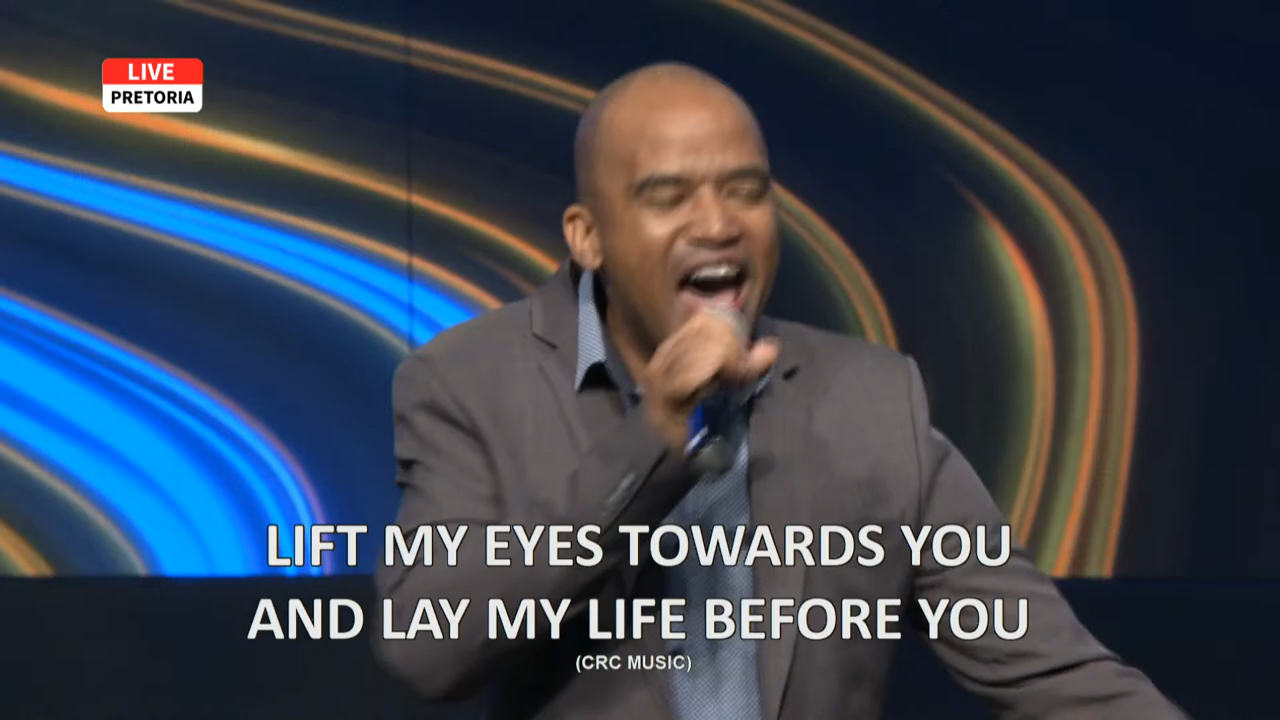 LIVE
PRETORIA
LIFT MY EYES TOWARDS YOU
AND LAY MY LIFE BEFORE YOU
(CRC MUSIC)